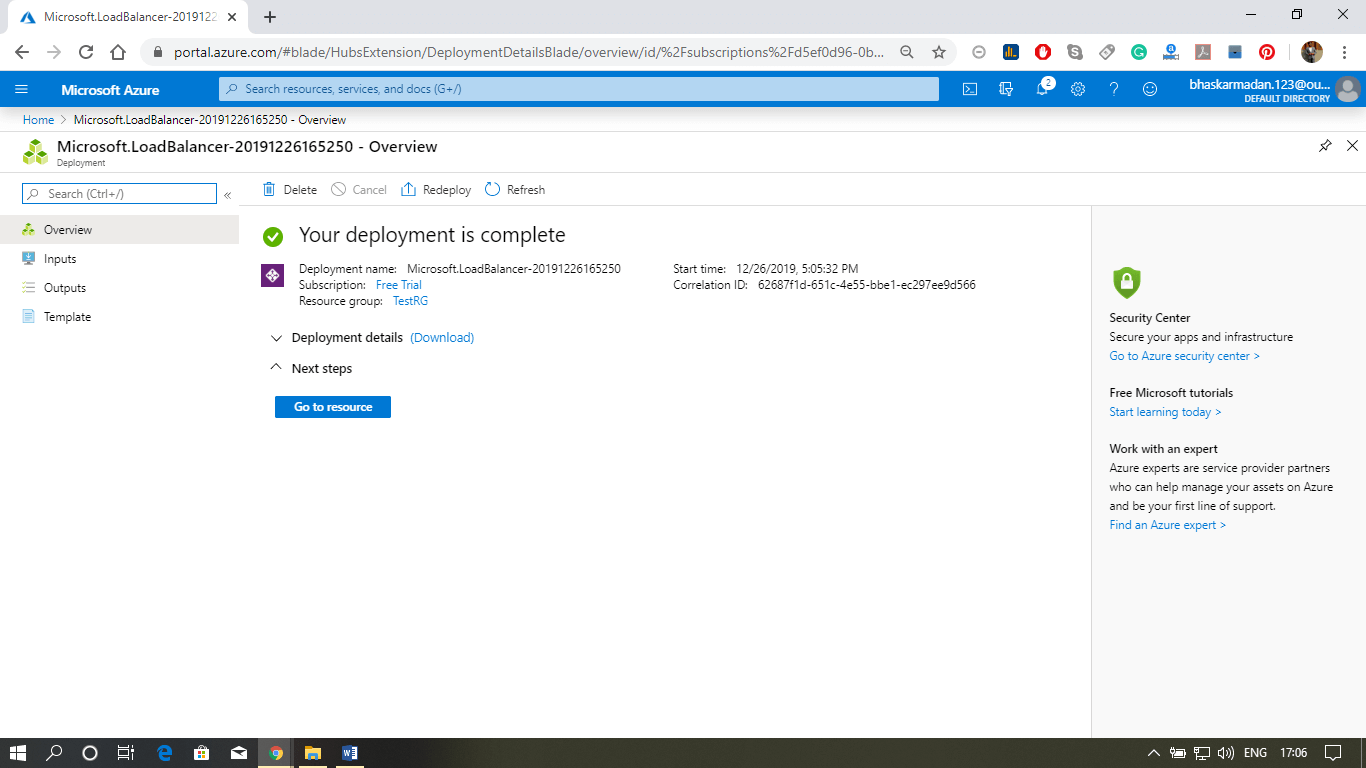 Microsoft.LoadBalancer-2019122
portal.azure.com/#blade/HubsExtension/DeploymentDetailsBlade/overview/id/%2Fsubscriptions%2Fd5ef0d96-0b...
Microsoft Azure
Search resources, services, and docs (G+/)
2
bhaskarmadan.123@ou...
DEFAULT DIRECTORY
Home > Microsoft.LoadBalancer-20191226165250 - Overview
Microsoft.LoadBalancer-20191226165250 - Overview
Deployment
Search (Ctrl+/)
«
Delete
Cancel
Redeploy
Refresh
Overview
Inputs
Outputs
Template
Your deployment is complete
Deployment name: Microsoft.LoadBalancer-20191226165250
Subscription: Free Trial
Resource group: TestRG
Start time: 12/26/2019, 5:05:32 PM
Correlation ID: 62687f1d-651c-4e55-bbe1-ec297ee9d566
Deployment details (Download)
Next steps
Go to resource
Security Center
Secure your apps and infrastructure
Go to Azure security center >
Free Microsoft tutorials
Start learning today >
Work with an expert
Azure experts are service provider partners
who can help manage your assets on Azure
and be your first line of support.
Find an Azure expert >
ENG
17:06